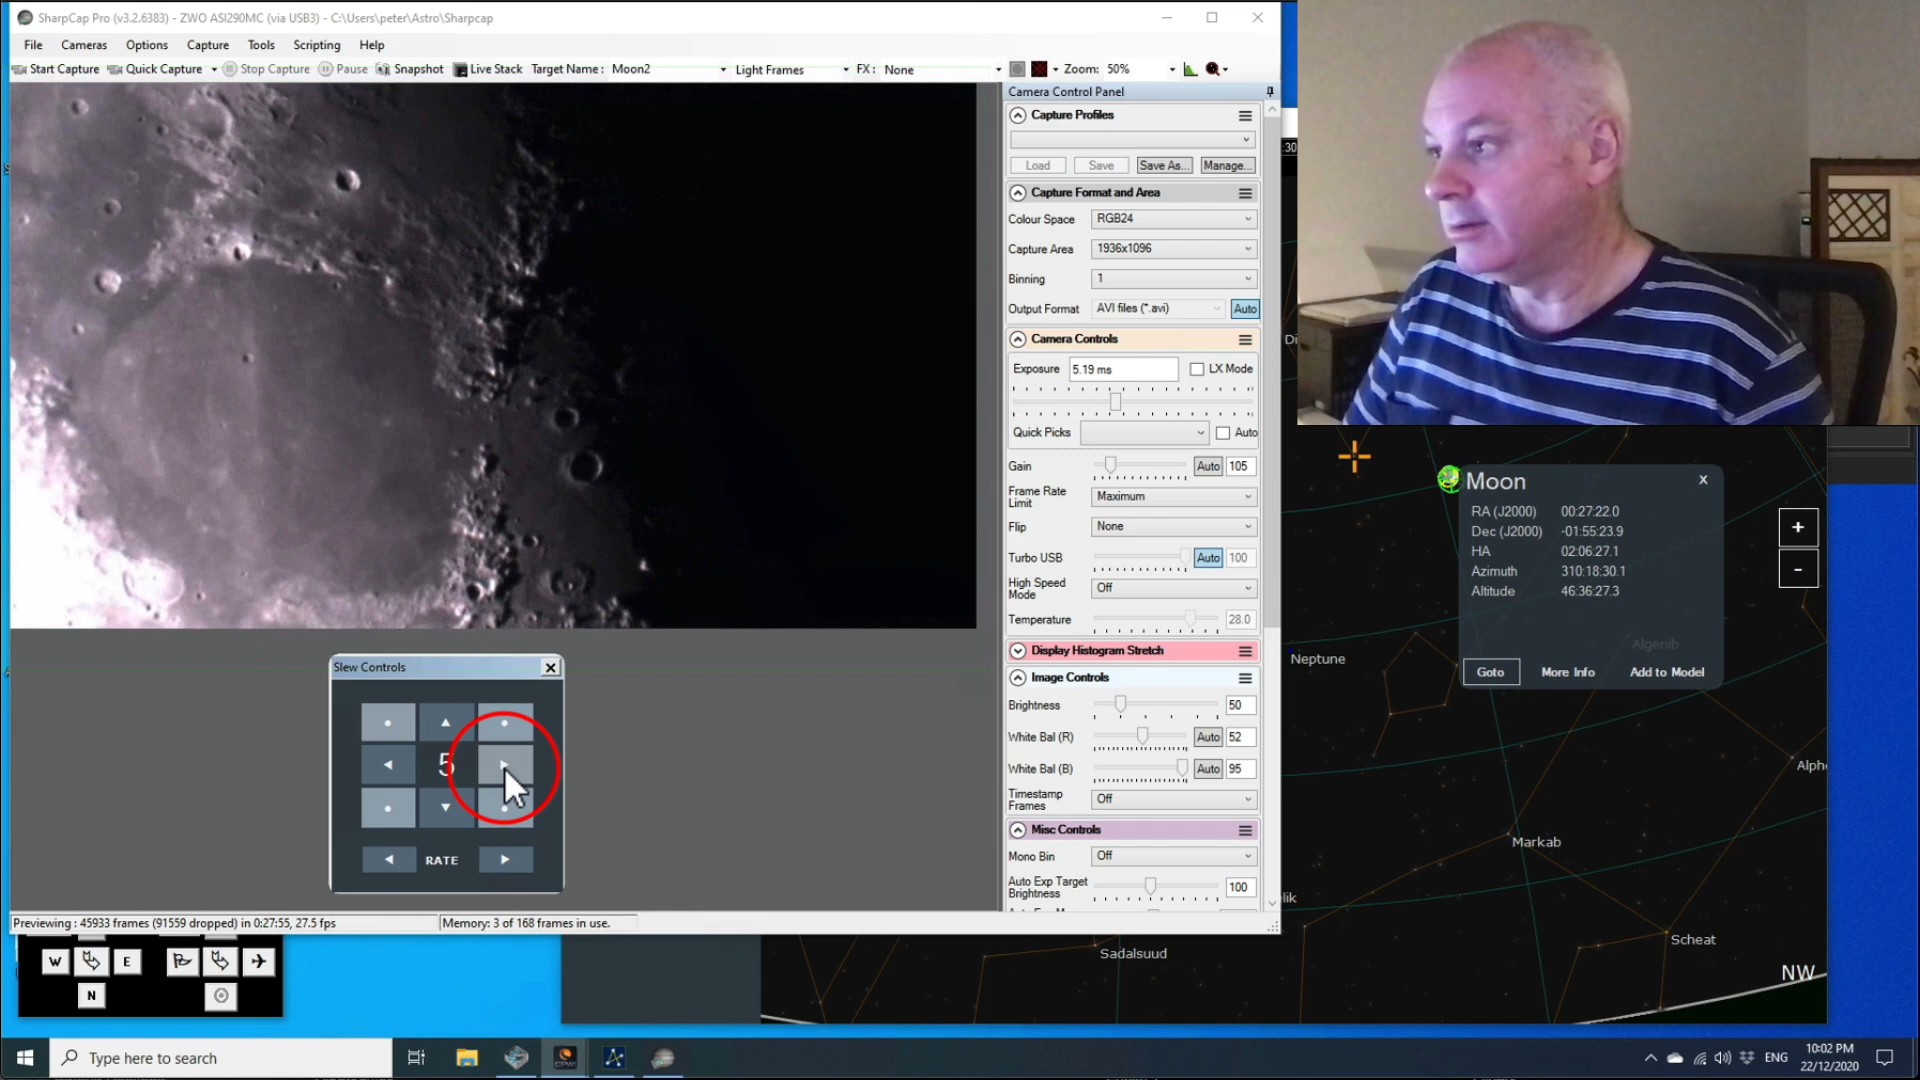 SharpCap Pro (v3.2.6383) - ZWO ASI290MC (via USB3) - C:\Users\peter\Astro\Sharpcap
File Cameras Options Capture Tools Scripting Help
Start Capture Quick Capture Stop Capture Pause Snapshot Live Stack Target Name : Moon2 Light Frames FX : None Zoom: 50%
Camera Control Panel
Capture Profiles
Load Save Save As... Manage...
Capture Format and Area
Colour Space RGB24
Capture Area 1936x1096
Binning 1
Output Format AVI files (*.avi) Auto
Camera Controls
Exposure 5.19 ms LX Mode
Quick Picks Auto
Gain Auto 105
Frame Rate Limit Maximum
Flip None
Turbo USB Auto 100
High Speed Mode Off
Temperature 28.0
Display Histogram Stretch
Image Controls
Brightness 50
White Bal (R) Auto 52
White Bal (B) Auto 95
Timestamp Frames Off
Misc Controls
Mono Bin Off
Auto Exp Target Brightness 100
Slew Controls
5
RATE
Previewing : 45933 frames (91559 dropped) in 0:27:55, 27.5 fps
Memory: 3 of 168 frames in use.
W E
N
:30
Di
Moon x
RA (J2000) 00:27:22.0
Dec (J2000) -01:55:23.9
HA 02:06:27.1
Azimuth 310:18:30.1
Altitude 46:36:27.3
Algenib
Goto More Info Add to Model
+
-
Neptune
Alph
Markab
lik
Scheat
Sadalsuud
NW
Type here to search
CPWI
ENG
10:02 PM
22/12/2020